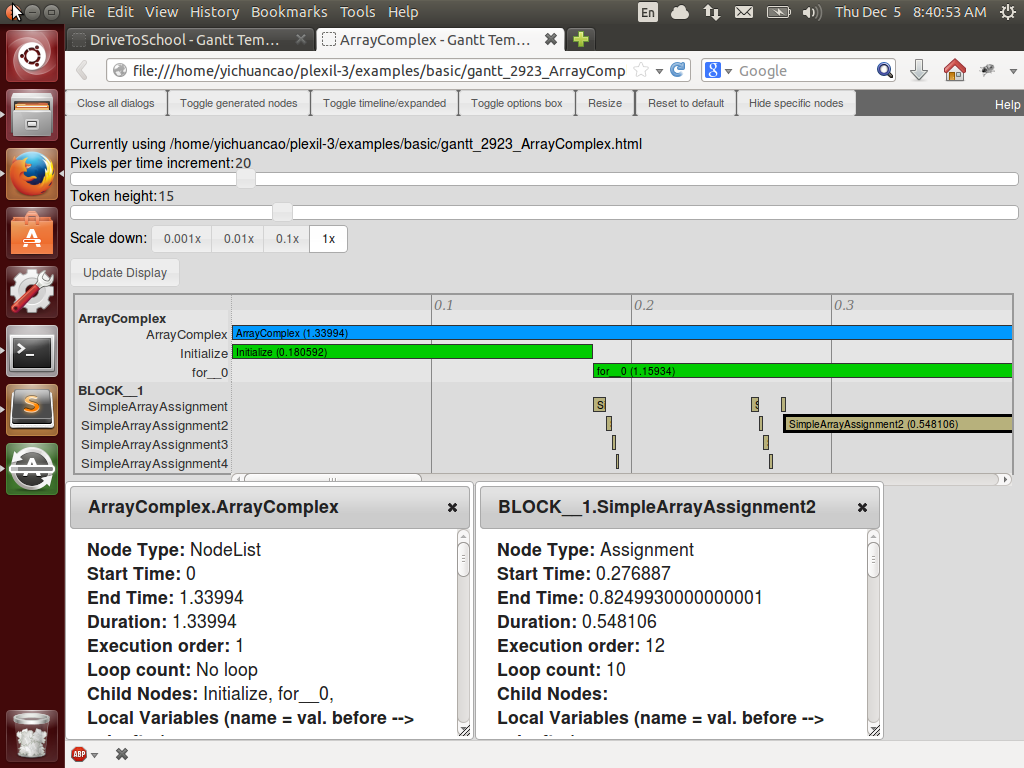 File Edit View History Bookmarks Tools Help En Thu Dec 5 8:40:53 AM
DriveToSchool - Gantt Tem... ArrayComplex - Gantt Tem...
file:///home/yichuancao/plexil-3/examples/basic/gantt_2923_ArrayComp Google
Close all dialogs Toggle generated nodes Toggle timeline/expanded Toggle options box Resize Reset to default Hide specific nodes Help
Currently using /home/yichuancao/plexil-3/examples/basic/gantt_2923_ArrayComplex.html
Pixels per time increment:20
Token height:15
Scale down: 0.001x 0.01x 0.1x 1x
Update Display
0.1 0.2 0.3
ArrayComplex
ArrayComplex ArrayComplex (1.33994)
Initialize Initialize (0.180592)
for__0 for__0 (1.15934)
BLOCK__1
SimpleArrayAssignment S S
SimpleArrayAssignment2 SimpleArrayAssignment2 (0.548106)
SimpleArrayAssignment3
SimpleArrayAssignment4
ArrayComplex.ArrayComplex
Node Type: NodeList
Start Time: 0
End Time: 1.33994
Duration: 1.33994
Execution order: 1
Loop count: No loop
Child Nodes: Initialize, for__0,
Local Variables (name = val. before -->
BLOCK__1.SimpleArrayAssignment2
Node Type: Assignment
Start Time: 0.276887
End Time: 0.8249930000000001
Duration: 0.548106
Execution order: 12
Loop count: 10
Child Nodes:
Local Variables (name = val. before -->
ABP